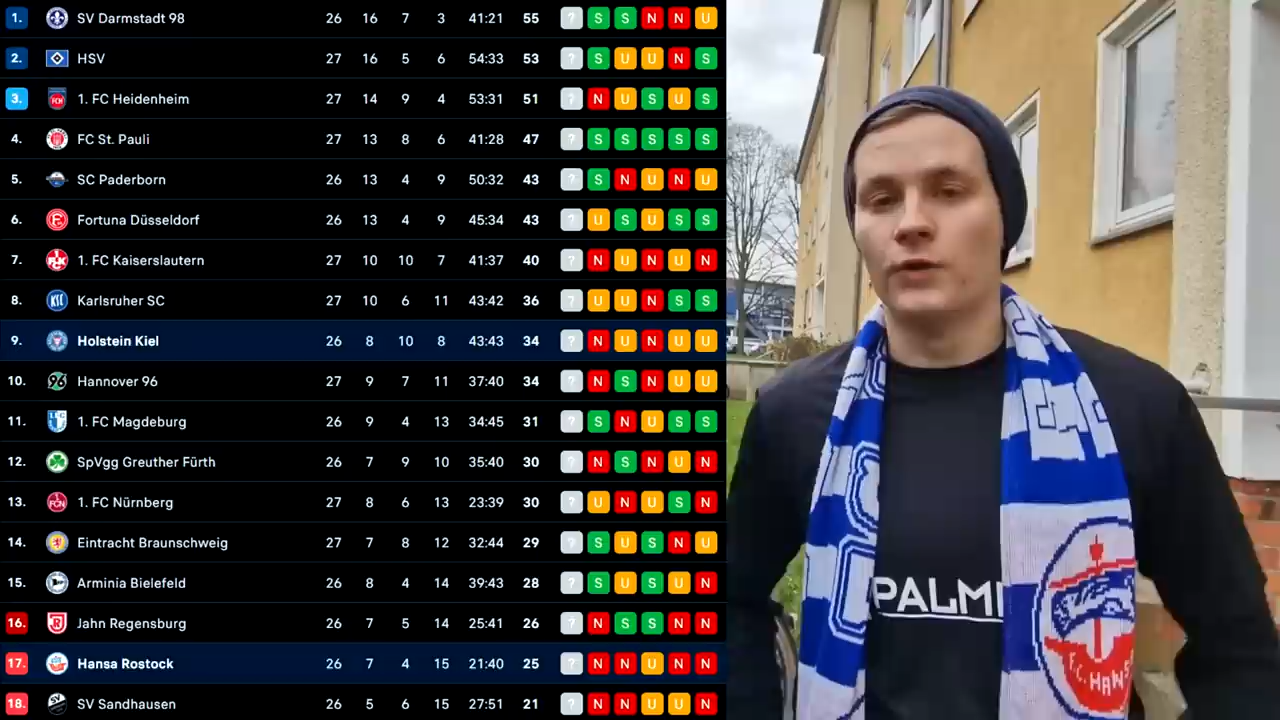 1. SV Darmstadt 98 26 16 7 3 41:21 55 ? S S N N U
2. HSV 27 16 5 6 54:33 53 ? S U U N S
3. 1. FC Heidenheim 27 14 9 4 53:31 51 ? N U S U S
4. FC St. Pauli 27 13 8 6 41:28 47 ? S S S S S
5. SC Paderborn 26 13 4 9 50:32 43 ? S N U N U
6. Fortuna Düsseldorf 26 13 4 9 45:34 43 ? U S U S S
7. 1. FC Kaiserslautern 27 10 10 7 41:37 40 ? N U N U N
8. Karlsruher SC 27 10 6 11 43:42 36 ? U U N S S
9. Holstein Kiel 26 8 10 8 43:43 34 ? N U N U U
10. Hannover 96 27 9 7 11 37:40 34 ? N S N U U
11. 1. FC Magdeburg 26 9 4 13 34:45 31 ? S N U S S
12. SpVgg Greuther Fürth 26 7 9 10 35:40 30 ? N S N U N
13. 1. FC Nürnberg 27 8 6 13 23:39 30 ? U N U S N
14. Eintracht Braunschweig 27 7 8 12 32:44 29 ? S U S N U
15. Arminia Bielefeld 26 8 4 14 39:43 28 ? S U S U N
16. Jahn Regensburg 26 7 5 14 25:41 26 ? N S S N N
17. Hansa Rostock 26 7 4 15 21:40 25 ? N N U N N
18. SV Sandhausen 26 5 6 15 27:51 21 ? N N U U N
PALM
F.C. HANS